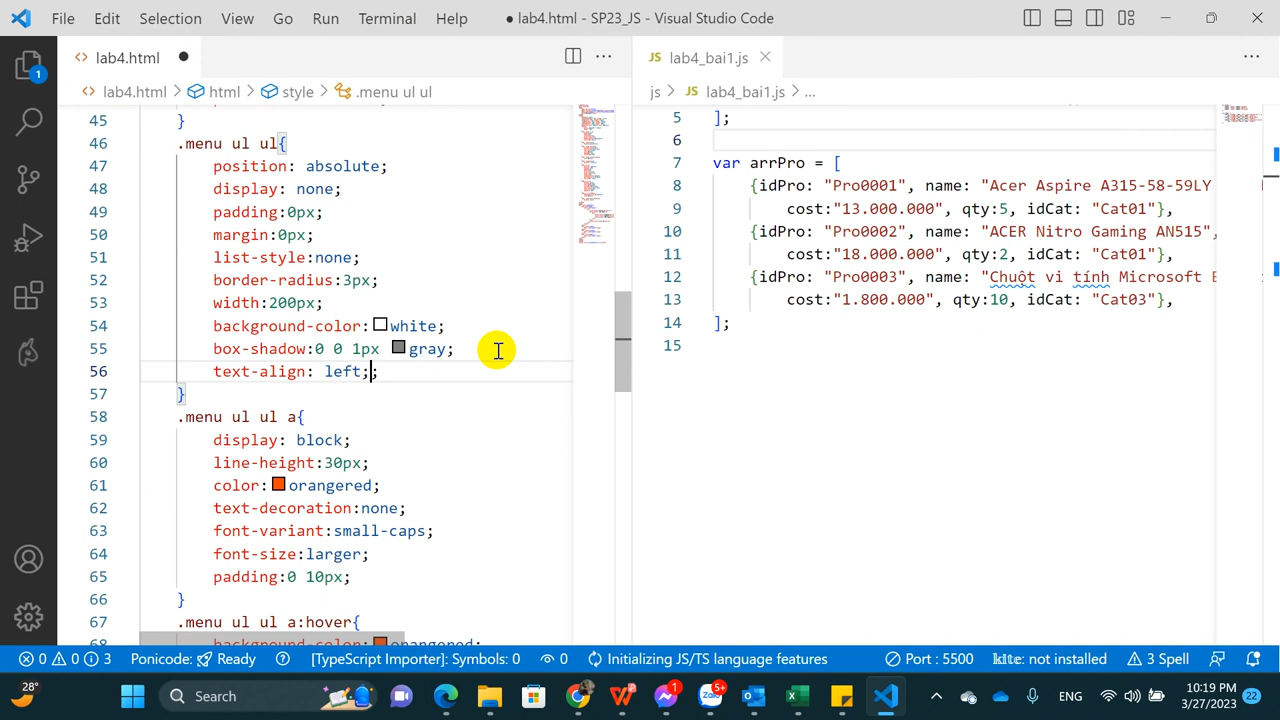 File Edit Selection View Go Run Terminal Help ● lab4.html - SP23_JS - Visual Studio Code
<> lab4.html ●
<> lab4.html > html > style > .menu ul ul
45 }
46 .menu ul ul{
47 position: absolute;
48 display: none;
49 padding:0px;
50 margin:0px;
51 list-style:none;
52 border-radius:3px;
53 width:200px;
54 background-color:white;
55 box-shadow:0 0 1px gray;
56 text-align: left;;
57 }
58 .menu ul ul a{
59 display: block;
60 line-height:30px;
61 color:orangered;
62 text-decoration:none;
63 font-variant:small-caps;
64 font-size:larger;
65 padding:0 10px;
66 }
67 .menu ul ul a:hover{
68 background-color:orangered;
JS lab4_bai1.js
js > JS lab4_bai1.js > ...
5 ];
6
7 var arrPro = [
8 {idPro: "Pro0001", name: "Acer Aspire A315-58-59LY
9 cost:"13.000.000", qty:5, idCat: "Cat01"},
10 {idPro: "Pro0002", name: "ACER Nitro Gaming AN515",
11 cost:"18.000.000", qty:2, idCat: "Cat01"},
12 {idPro: "Pro0003", name: "Chuột vi tính Microsoft
13 cost:"1.800.000", qty:10, idCat: "Cat03"},
14 ];
15
1
0 0 3 Ponicode: Ready [TypeScript Importer]: Symbols: 0 0 Initializing JS/TS language features Port : 5500 kite: not installed 3 Spell
28° Search 1 5+ ENG 10:19 PM
3/27/2023 22